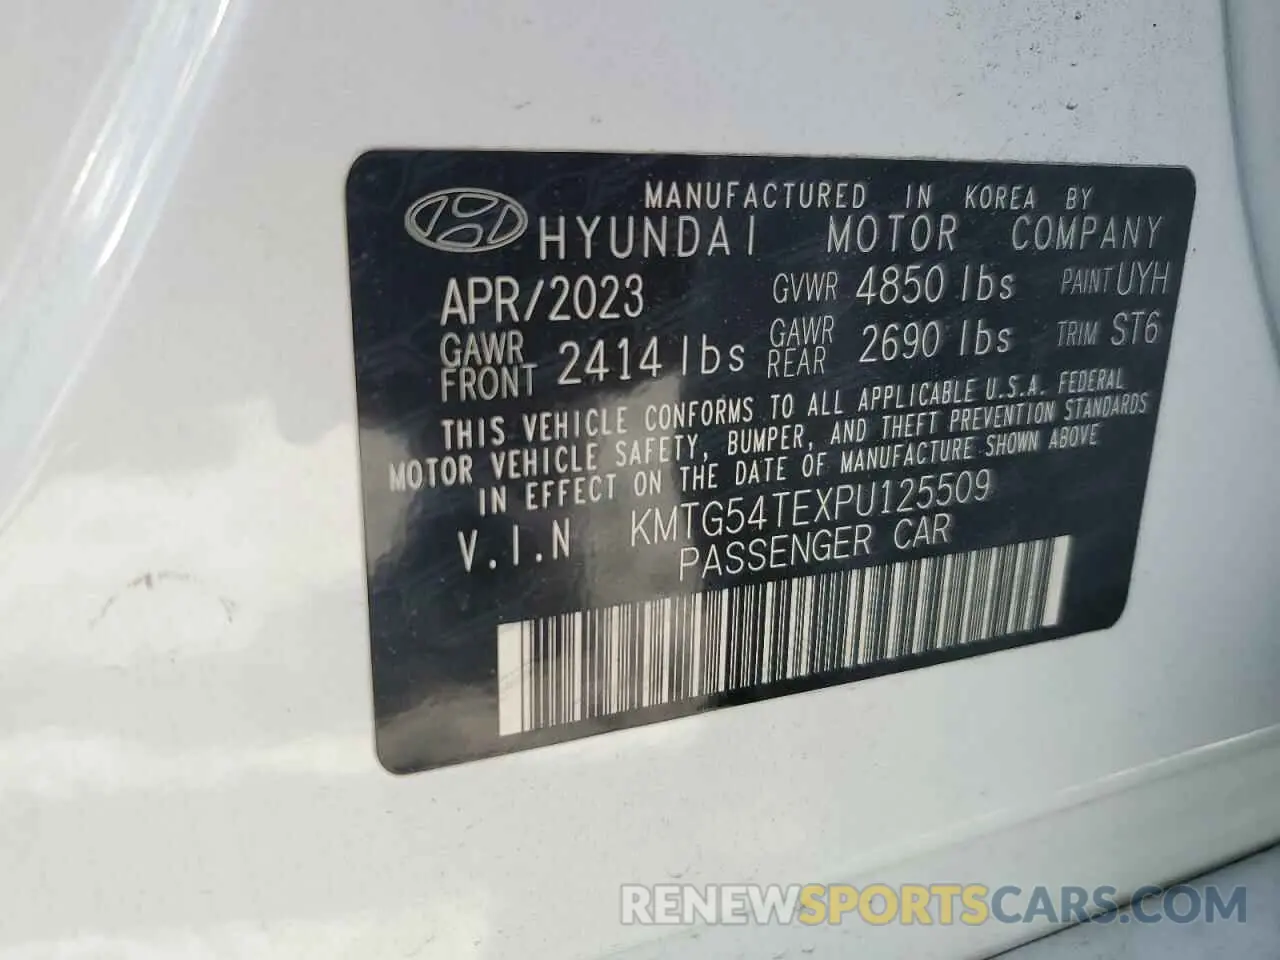 MANUFACTURED IN KOREA BY
HYUNDAI MOTOR COMPANY
APR/2023 GVWR 4850 lbs PAINT UYH
GAWR FRONT 2414 lbs GAWR REAR 2690 lbs TRIM ST6
THIS VEHICLE CONFORMS TO ALL APPLICABLE U.S.A. FEDERAL
MOTOR VEHICLE SAFETY, BUMPER, AND THEFT PREVENTION STANDARDS
IN EFFECT ON THE DATE OF MANUFACTURE SHOWN ABOVE
V.I.N KMTG54TEXPU125509
PASSENGER CAR
RENEWSPORTSCARS.COM